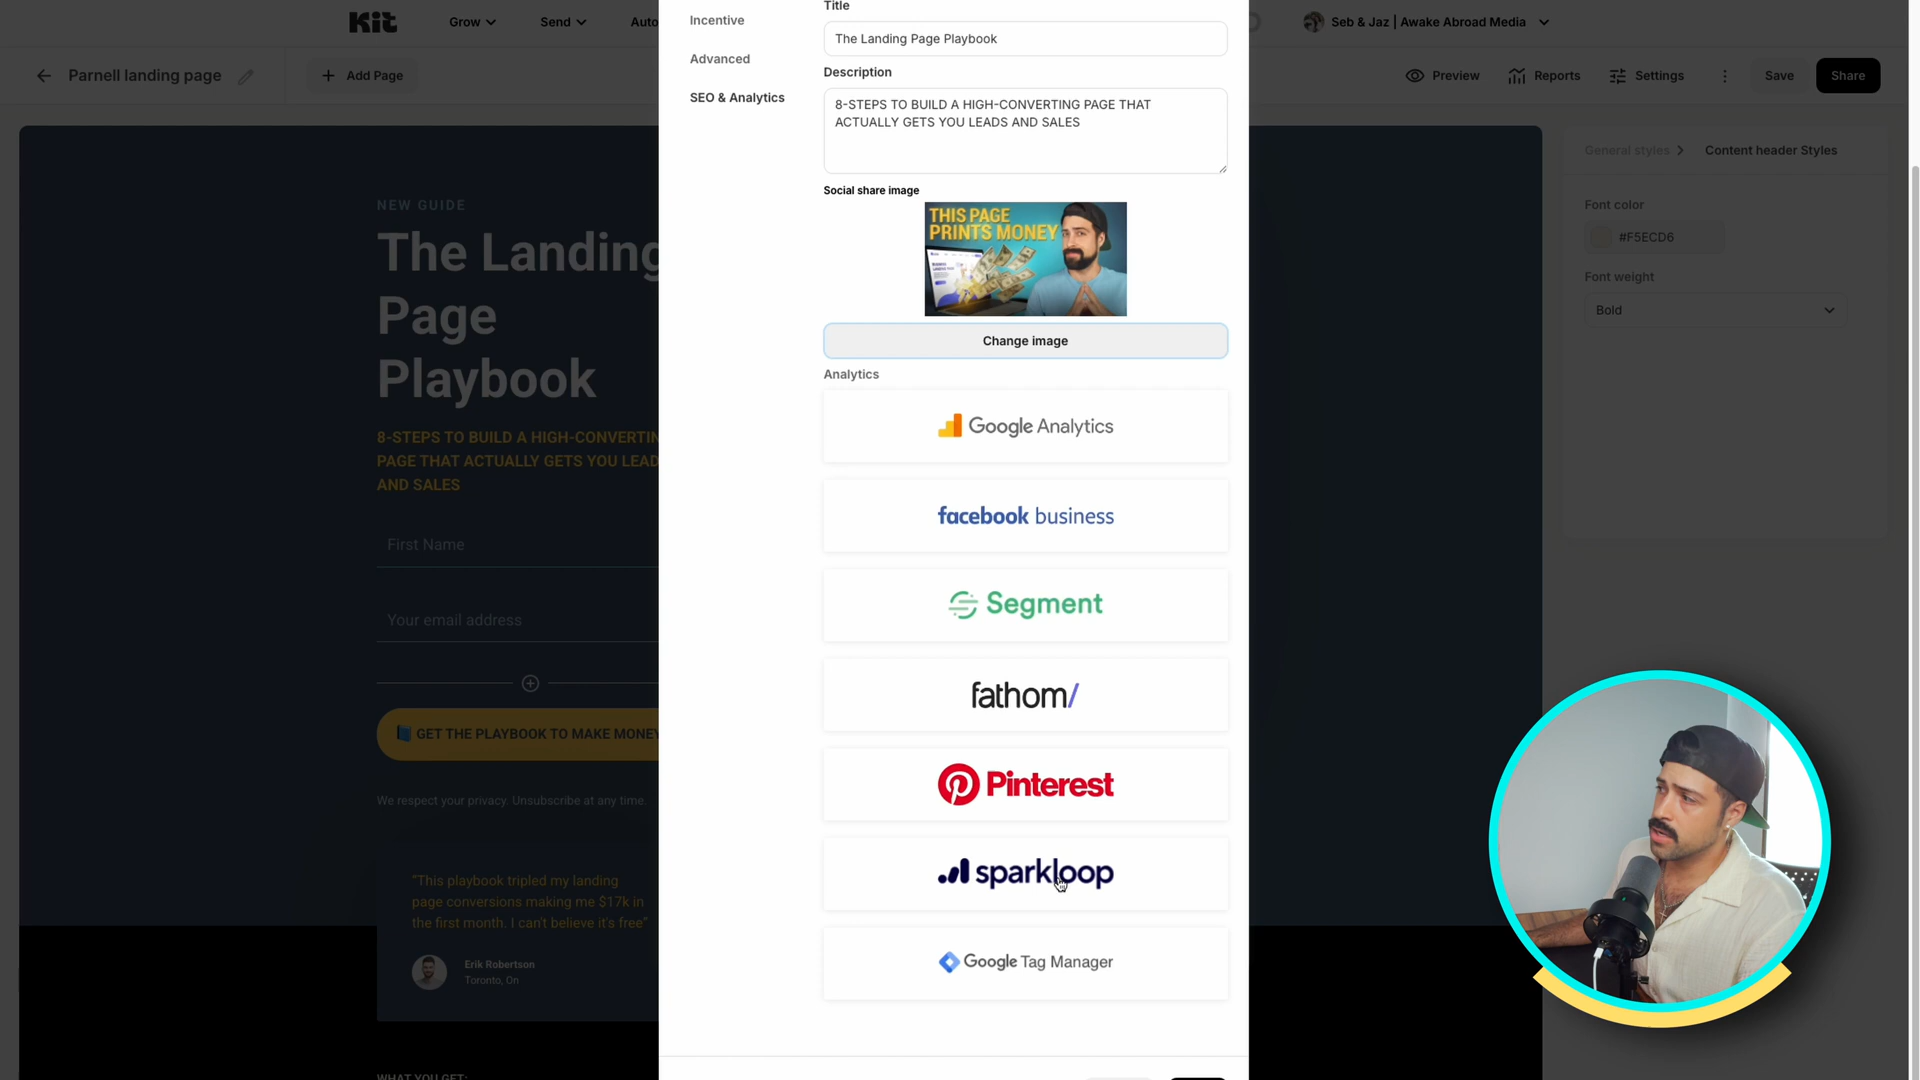 Kit
Grow
Send
Auto
Seb & Jaz | Awake Abroad Media
Parnell landing page
Add Page
Preview
Reports
Settings
Save
Share
Incentive
Advanced
SEO & Analytics
Title
The Landing Page Playbook
Description
8-STEPS TO BUILD A HIGH-CONVERTING PAGE THAT
ACTUALLY GETS YOU LEADS AND SALES
Social share image
THIS PAGE
PRINTS MONEY
Change image
Analytics
Google Analytics
facebook business
Segment
fathom/
Pinterest
sparkloop
Google Tag Manager
NEW GUIDE
The Landing
Page
Playbook
8-STEPS TO BUILD A HIGH-CONVERTIN
PAGE THAT ACTUALLY GETS YOU LEAD
AND SALES
First Name
Your email address
GET THE PLAYBOOK TO MAKE MONEY
We respect your privacy. Unsubscribe at any time.
"This playbook tripled my landing
page conversions making me $17k in
the first month. I can't believe it's free"
Erik Robertson
Toronto, On
WHAT YOU GET:
General styles
Content header Styles
Font color
#F5ECD6
Font weight
Bold